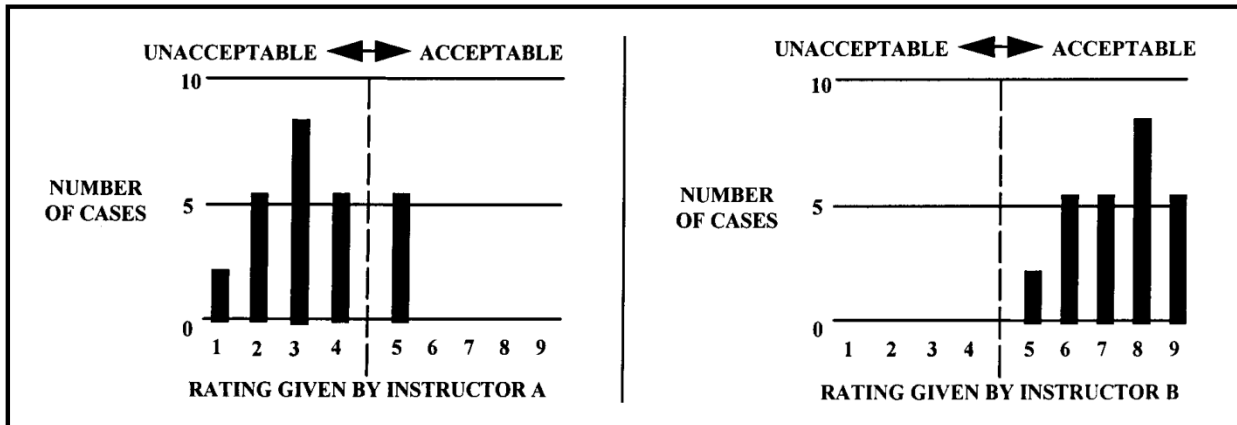 UNACCEPTABLE ACCEPTABLE
10
NUMBER
OF CASES
5
0
1 2 3 4 5 6 7 8 9
RATING GIVEN BY INSTRUCTOR A
UNACCEPTABLE ACCEPTABLE
10
NUMBER
OF CASES
5
0
1 2 3 4 5 6 7 8 9
RATING GIVEN BY INSTRUCTOR B